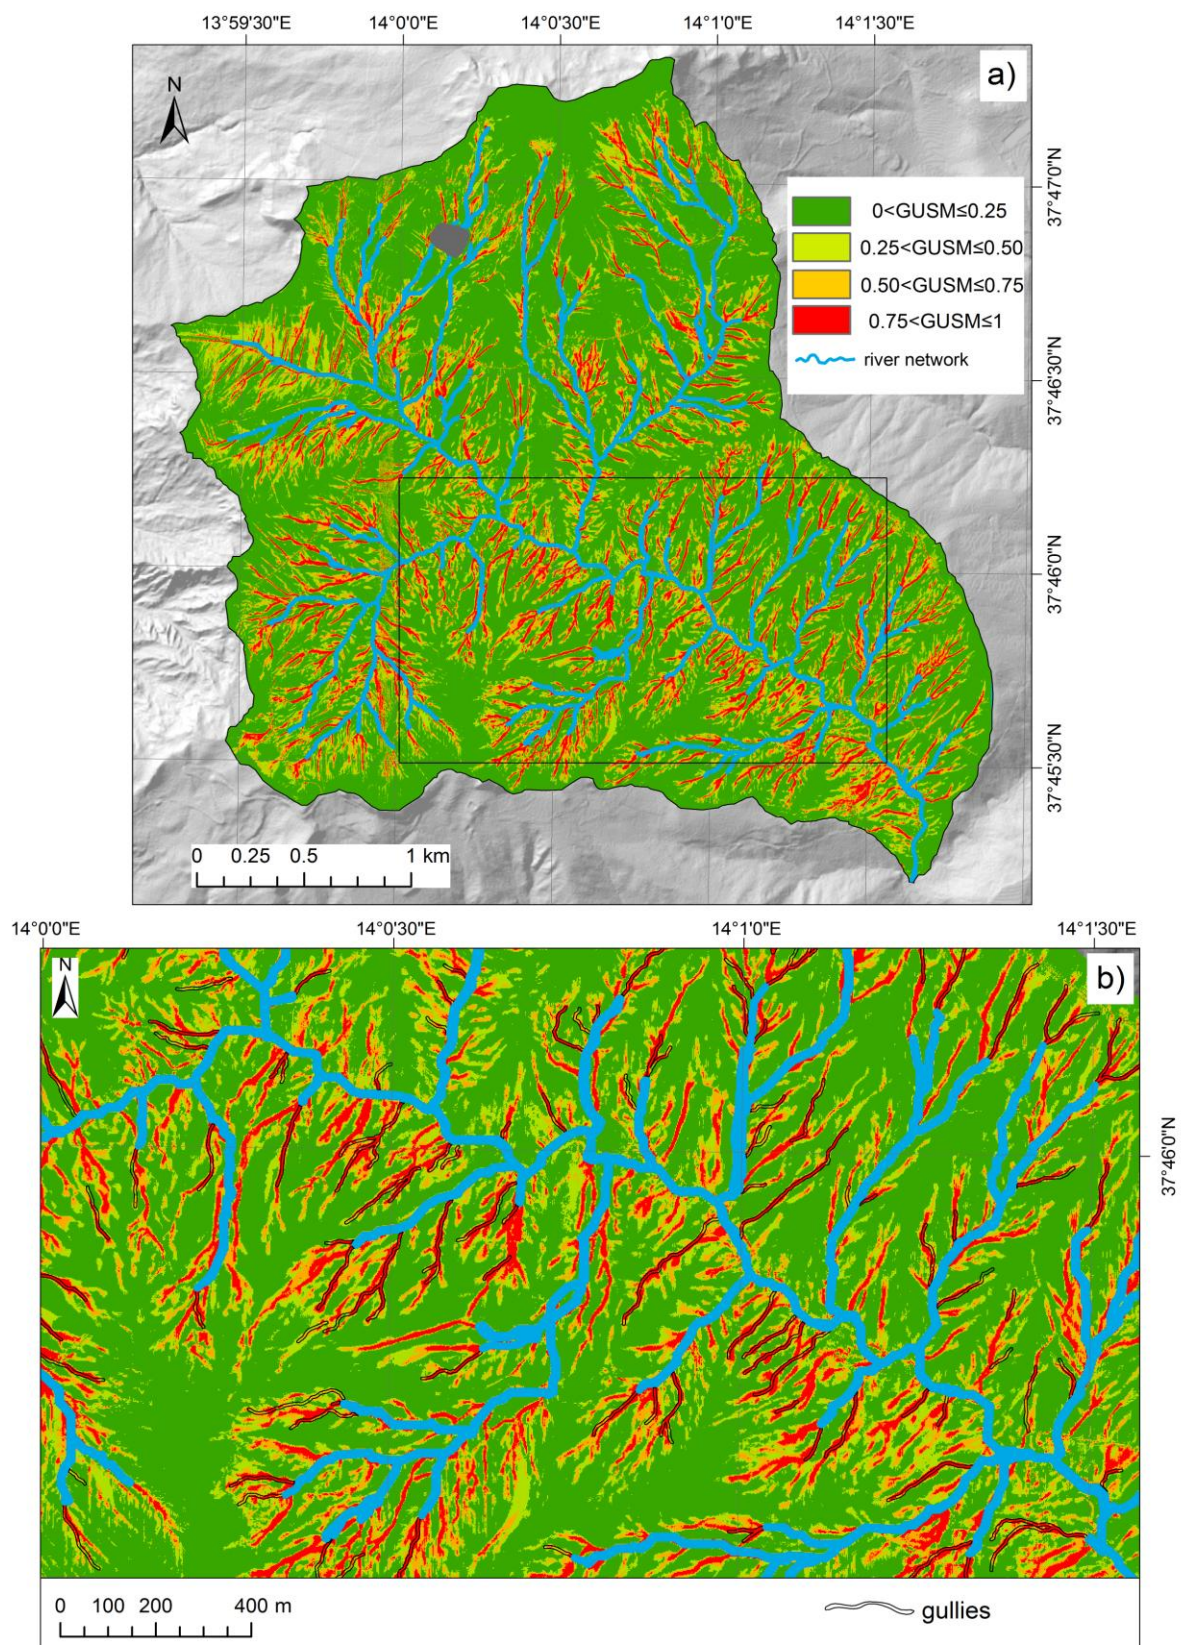 13°59'30"E 14°0'0"E 14°0'30"E 14°1'0"E 14°1'30"E
a)
N
37°47'0"N
0<GUSM≤0.25
0.25<GUSM≤0.50
0.50<GUSM≤0.75
0.75<GUSM≤1
river network
37°46'30"N
37°46'0"N
37°45'30"N
0 0.25 0.5 1 km
14°0'0"E 14°0'30"E 14°1'0"E 14°1'30"E
N
b)
37°46'0"N
0 100 200 400 m
gullies